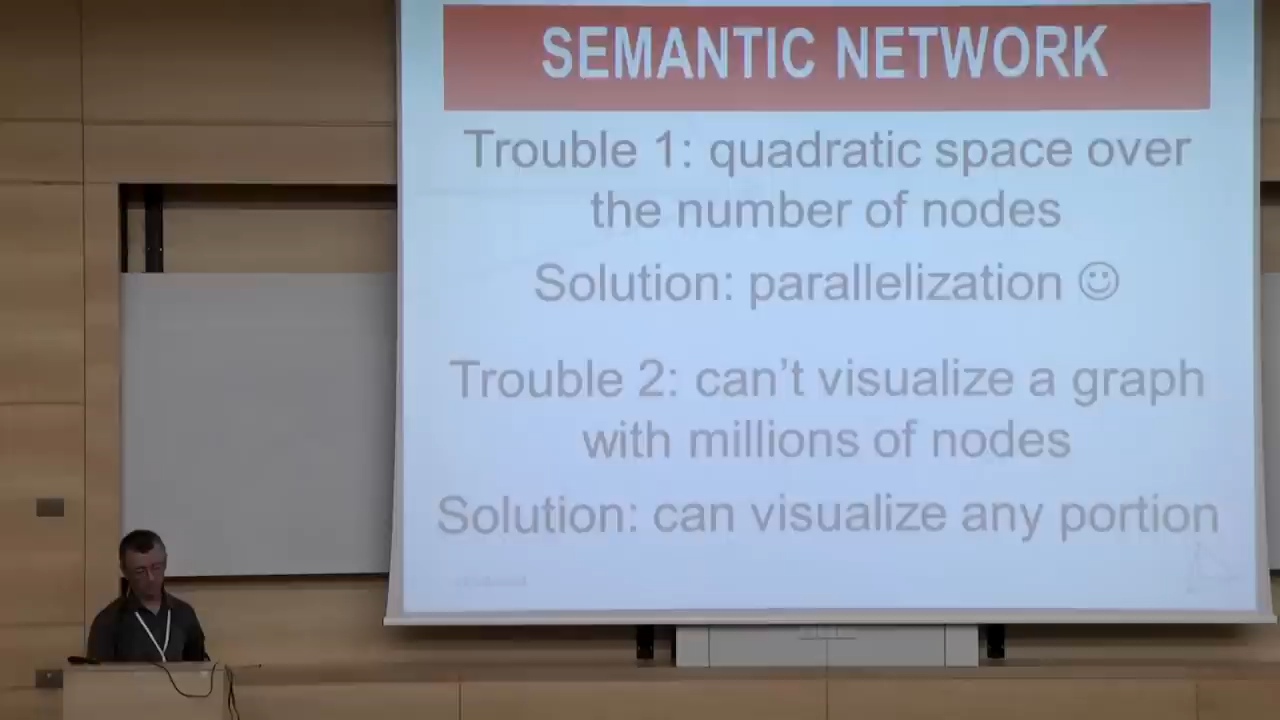 SEMANTIC NETWORK
Trouble 1: quadratic space over
the number of nodes
Solution: parallelization ☺
Trouble 2: can't visualize a graph
with millions of nodes
Solution: can visualize any portion